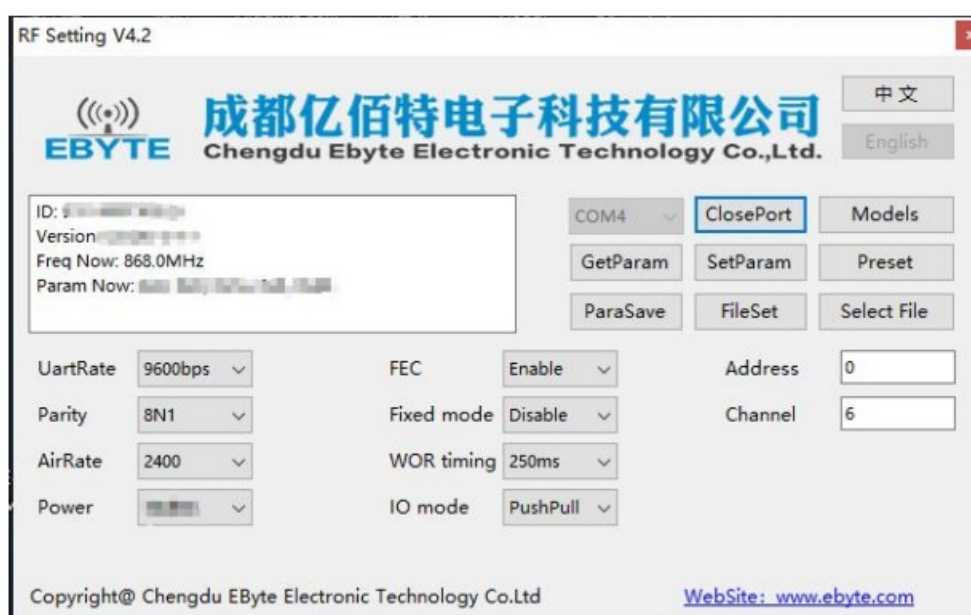 RF Setting V4.2
中文
EBYTE
成都亿佰特电子科技有限公司
Chengdu Ebyte Electronic Technology Co.,Ltd.
English
ID:
Version
Freq Now: 868.0MHz
Param Now:
COM4 ClosePort Models
GetParam SetParam Preset
ParaSave FileSet Select File
UartRate 9600bps FEC Enable Address 0
Parity 8N1 Fixed mode Disable Channel 6
AirRate 2400 WOR timing 250ms
Power IO mode PushPull
Copyright@ Chengdu EByte Electronic Technology Co.Ltd WebSite: www.ebyte.com